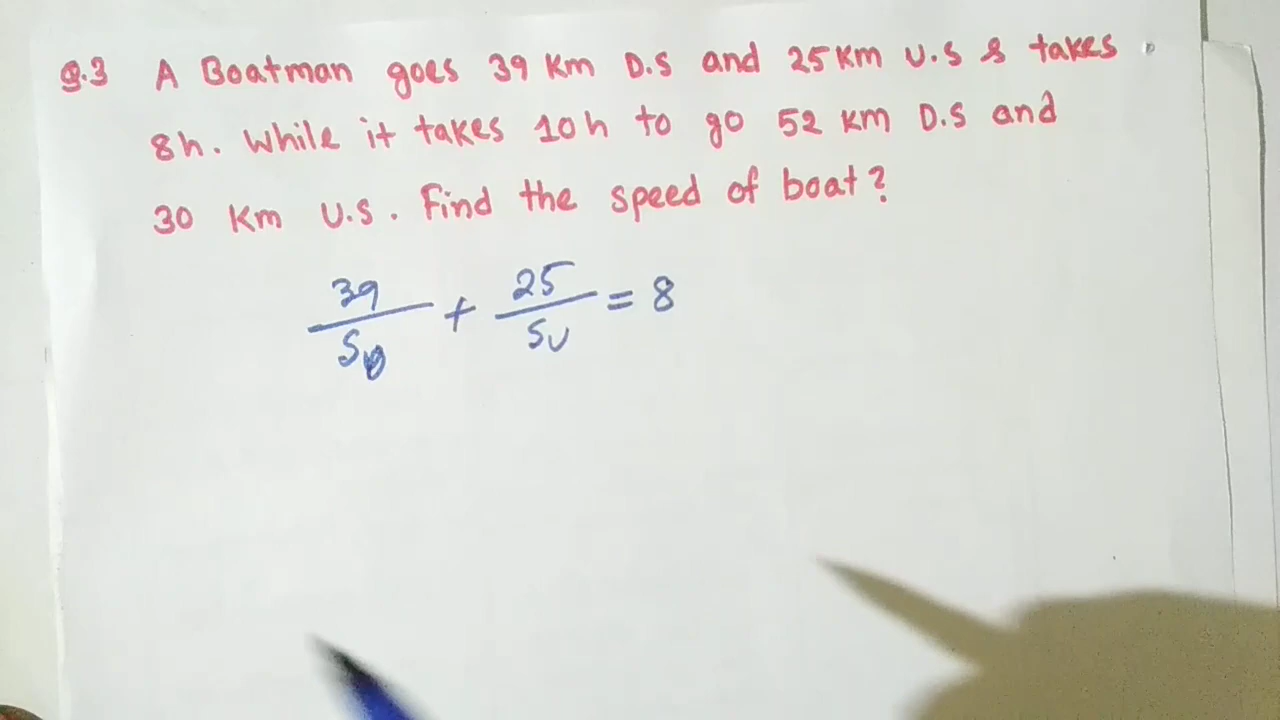 Q.3 A Boatman goes 39 Km D.S and 25 Km U.S & takes
8h. While it takes 10h to go 52 Km D.S and
30 Km U.S. Find the speed of boat?
39/SD + 25/SU = 8